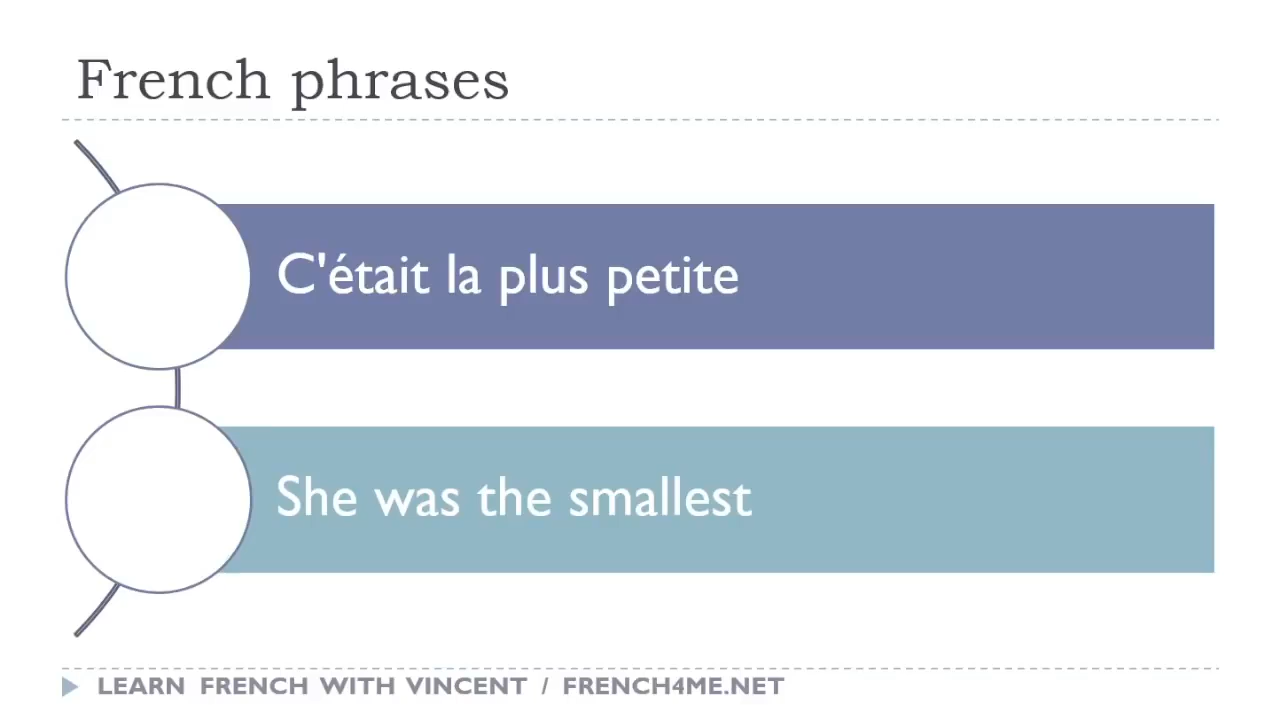 French phrases
C'était la plus petite
She was the smallest
LEARN FRENCH WITH VINCENT / FRENCH4ME.NET